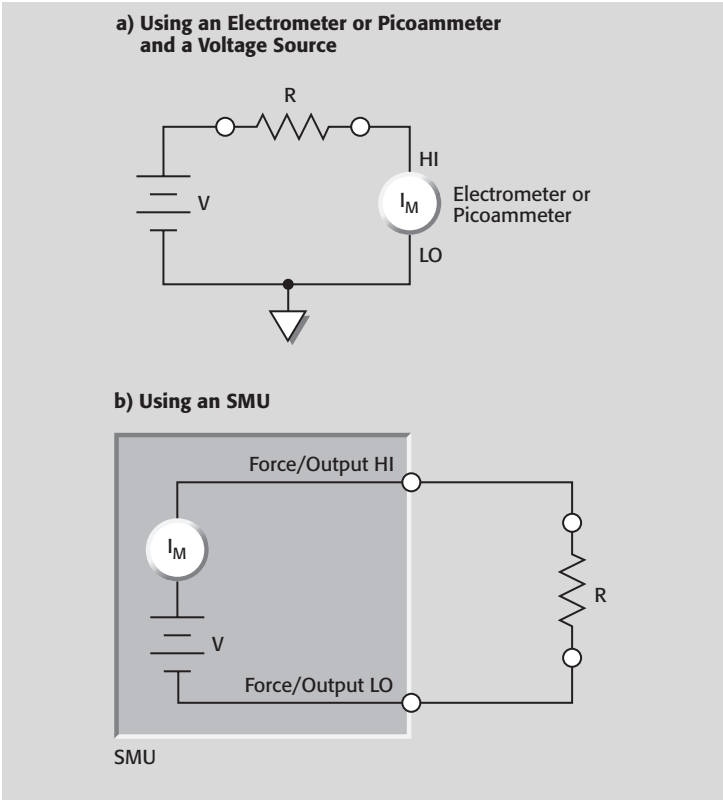 a) Using an Electrometer or Picoammeter
and a Voltage Source
R
HI
V
I_M
Electrometer or
Picoammeter
LO
b) Using an SMU
Force/Output HI
I_M
R
V
Force/Output LO
SMU